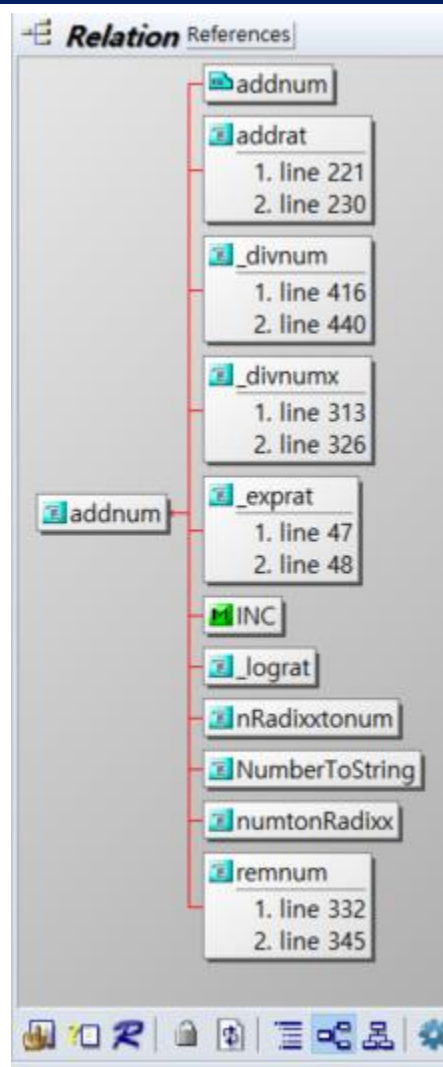 Relation References
addnum
addrat
1. line 221
2. line 230
_divnum
1. line 416
2. line 440
_divnumx
1. line 313
2. line 326
addnum
_exprat
1. line 47
2. line 48
INC
_lograt
nRadixxtonum
NumberToString
numtonRadixx
remnum
1. line 332
2. line 345